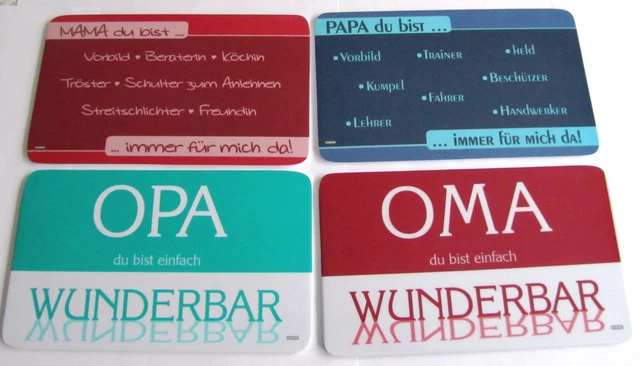 MAMA du bist ....
Vorbild • Beraterin • Köchin
Tröster • Schulter zum Anlehnen
Streitschlichter • Freundin
... immer für mich da!
PAPA du bist ...
•Vorbild •Trainer •Held
•Kumpel •Beschützer
•Fahrer
•Lehrer •Handwerker
... immer für mich da!
OPA
du bist einfach
WUNDERBAR
OMA
du bist einfach
WUNDERBAR